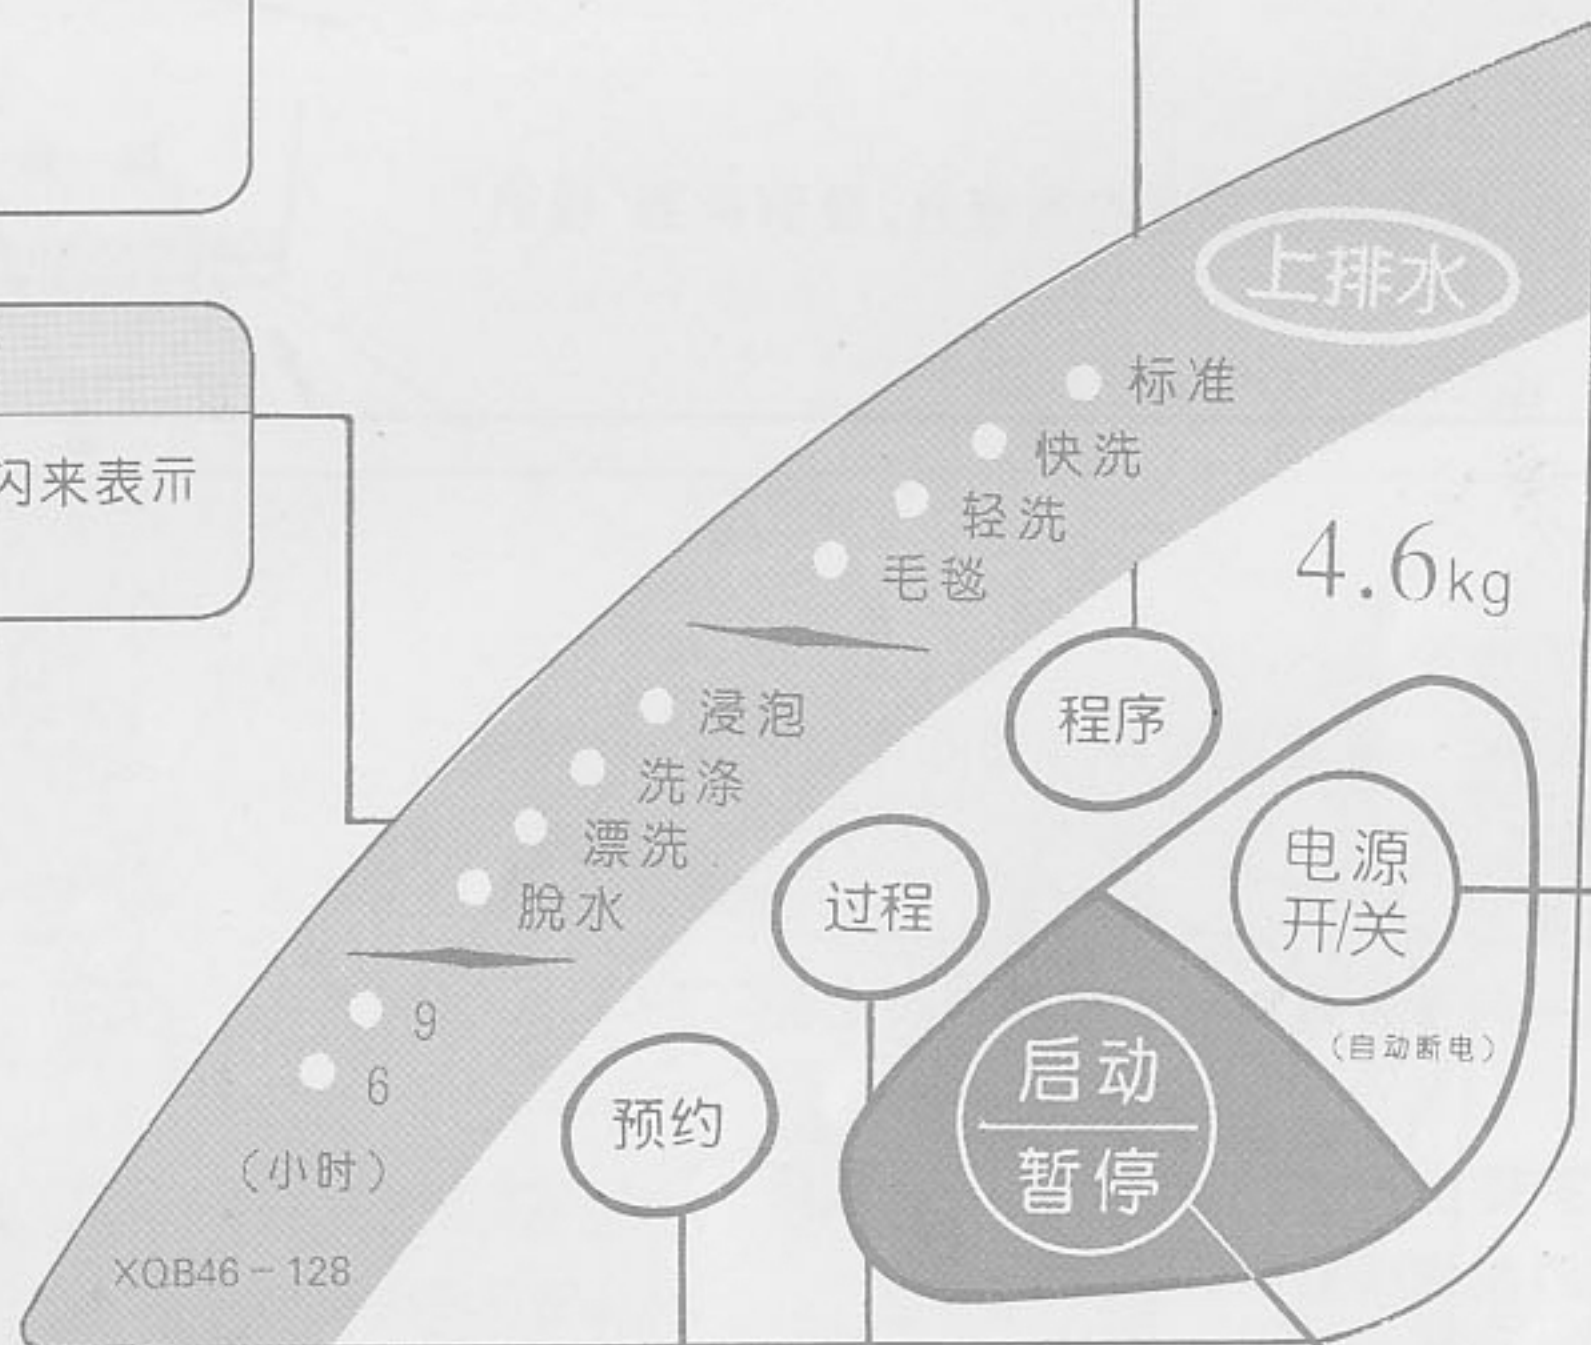 上排水
标准
快洗
轻洗
毛毯
闪来表示
4.6kg
浸泡
洗涤
漂洗
脱水
9
6
(小时)
XQB46-128
程序
过程
预约
电源
开/关
(自动断电)
启动
暂停